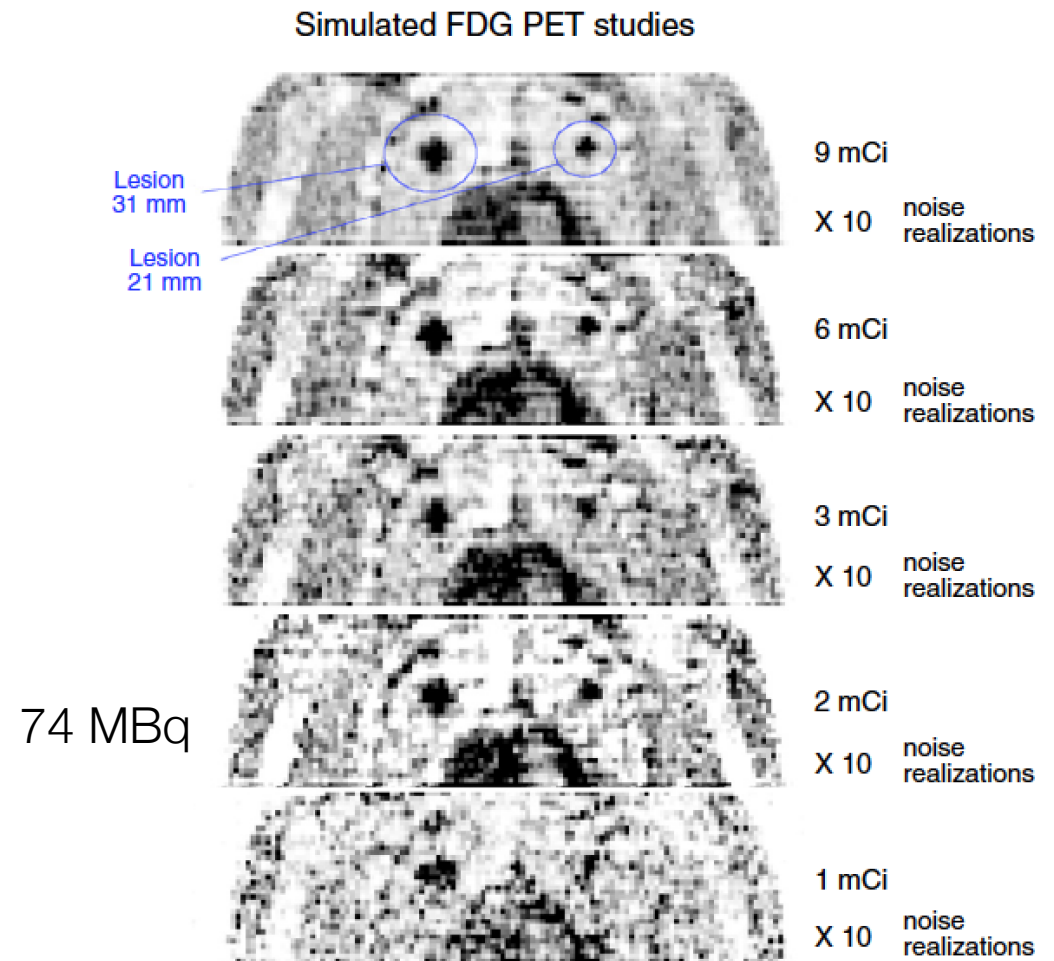 Simulated FDG PET studies
9 mCi
Lesion
31 mm
X 10 noise
realizations
Lesion
21 mm
6 mCi
X 10 noise
realizations
3 mCi
X 10 noise
realizations
74 MBq
2 mCi
X 10 noise
realizations
1 mCi
X 10 noise
realizations